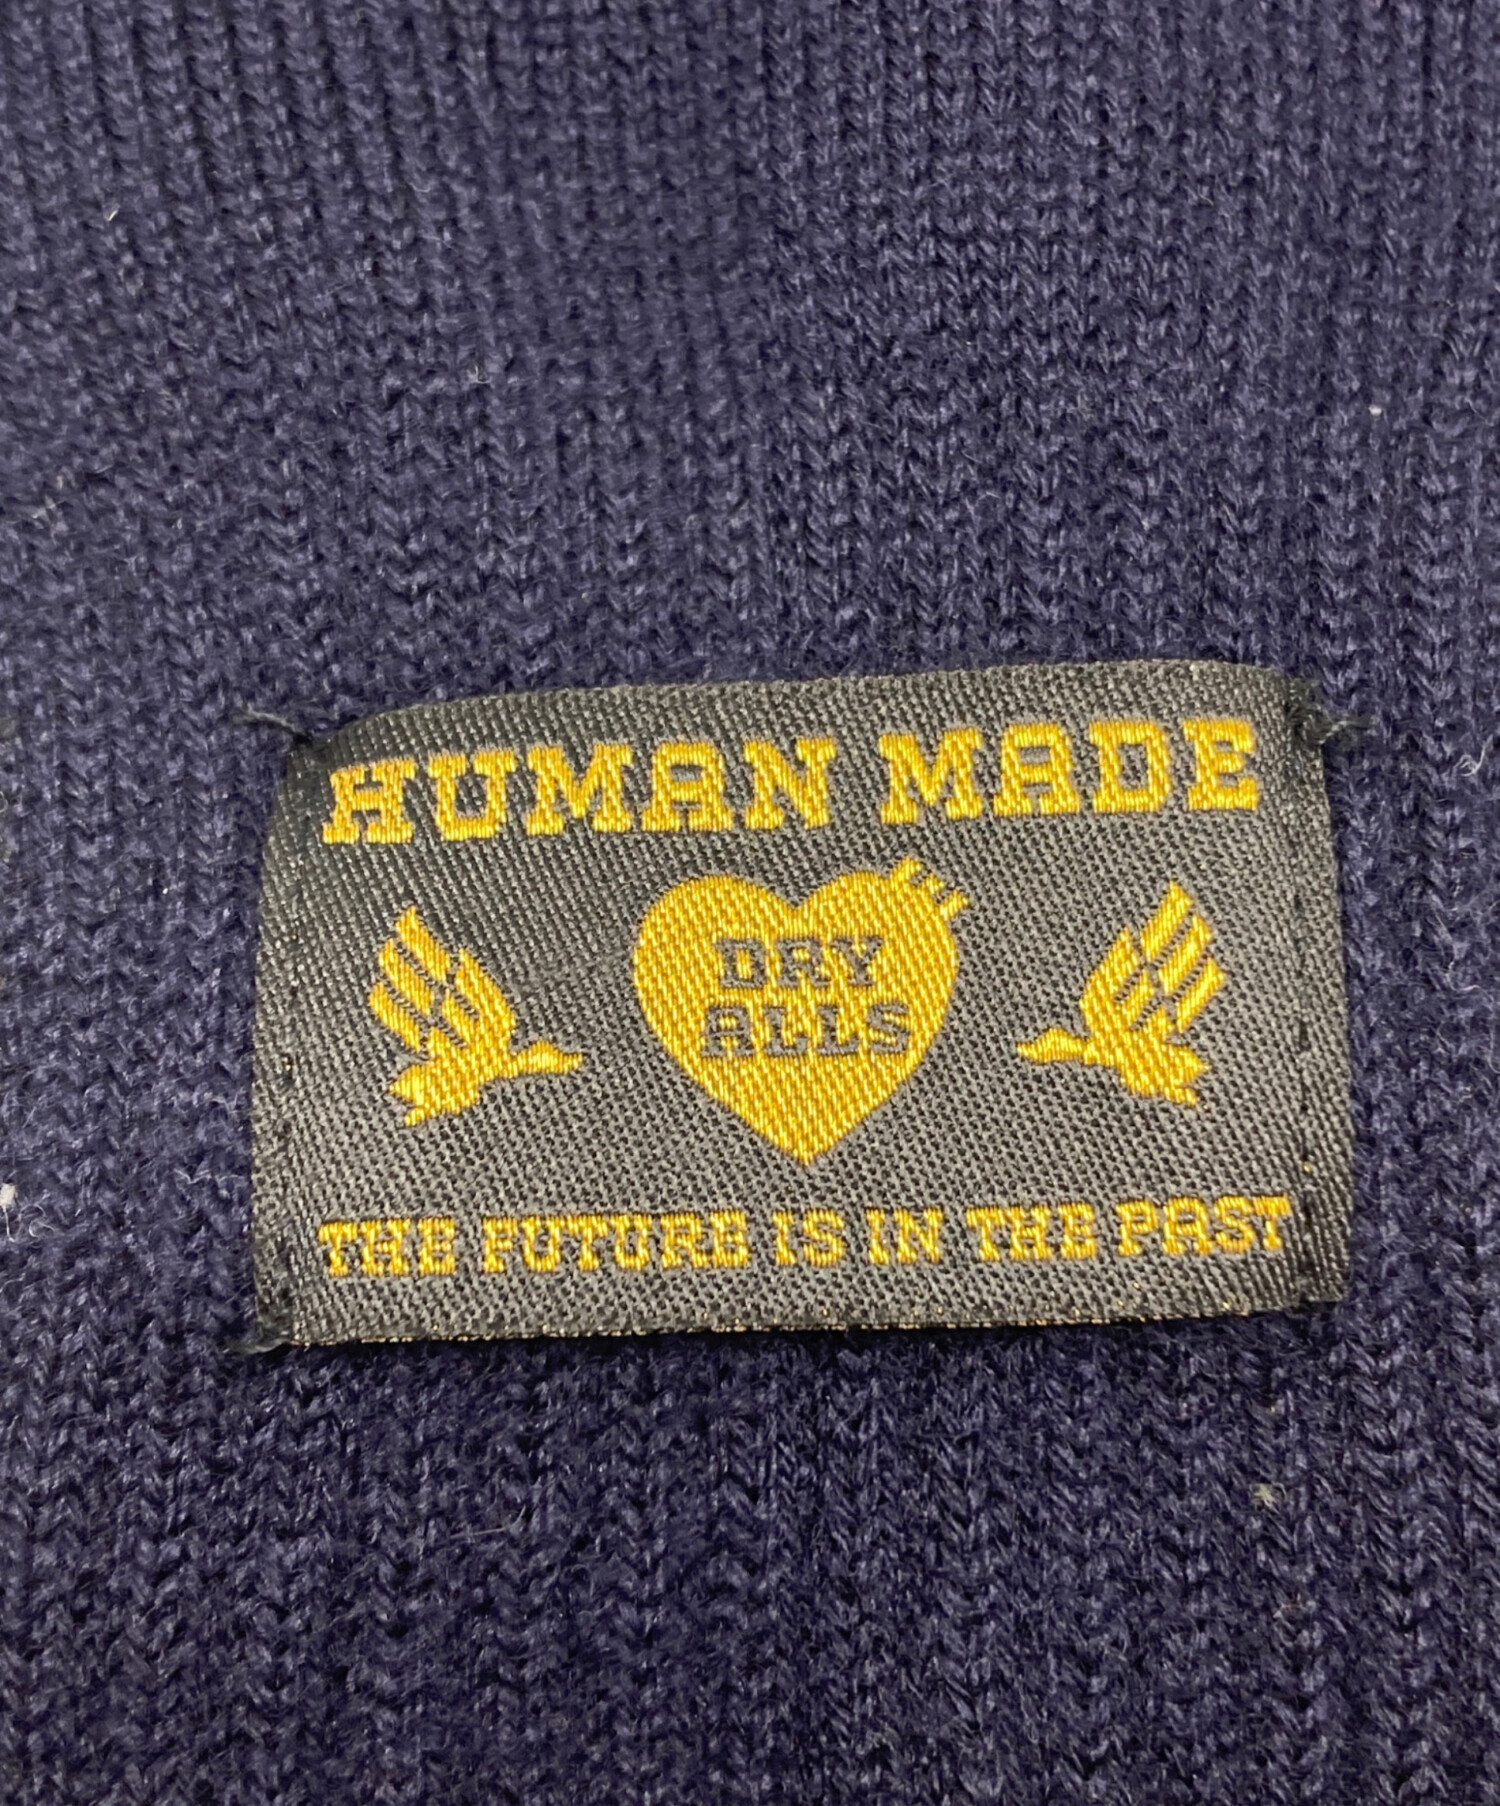 HUMAN MADE
DRY
ALLS
THE FUTURE IS IN THE PAST